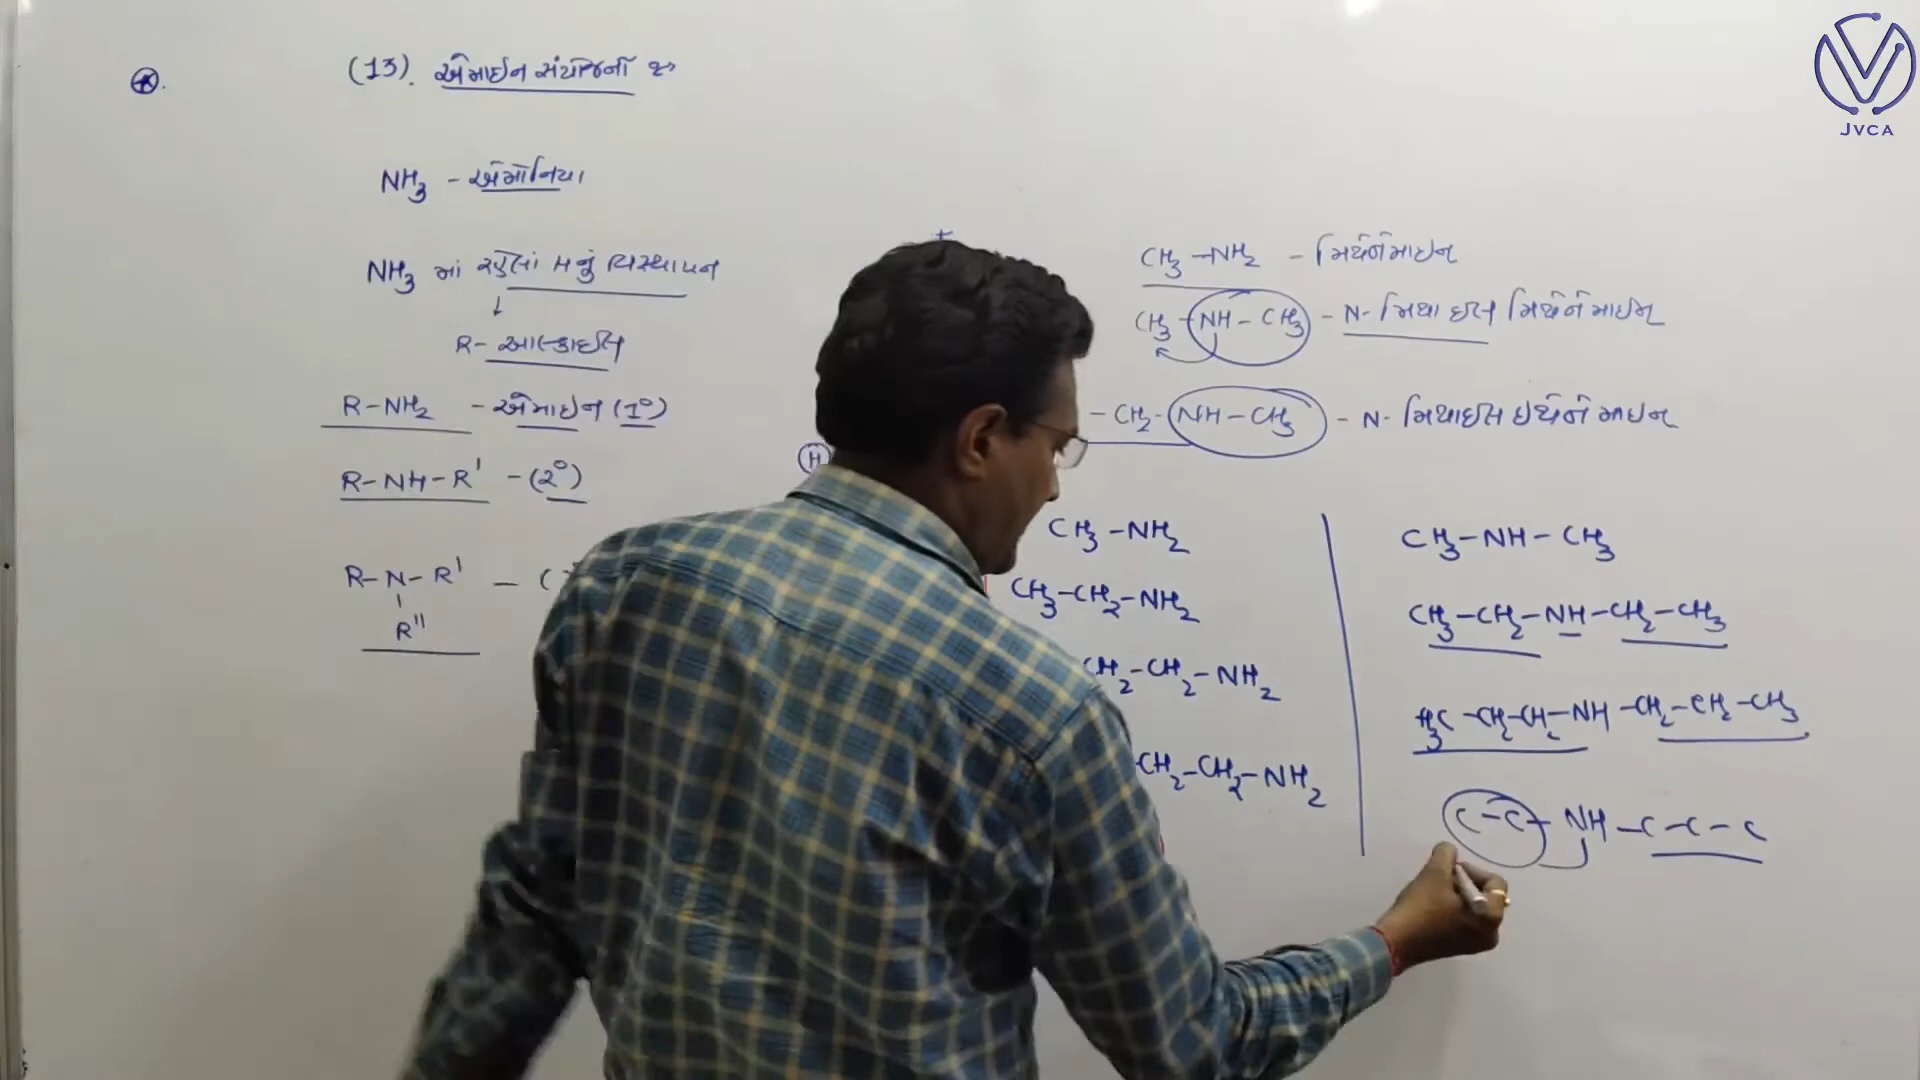 (13). એમાઇન સંયોજનો
NH3 - એમોનિયા
NH3 માં રહેલાં Hનું વિસ્થાપન
↓
R- આલ્કાઇલ
R-NH2 - એમાઇન (1°)
R-NH-R' - (2°)
R-N-R' - (
R''
CH3-NH2 - મિથેનેમાઇન
CH3-NH-CH3 - N- મિથાઇલ મિથેનેમાઇન
-CH2-NH-CH3 - N- મિથાઇલ ઇથેનેમાઇન
H
CH3-NH2
CH3-CH2-NH2
CH2-CH2-NH2
CH2-CH2-NH2
CH3-NH-CH3
CH3-CH2-NH-CH2-CH3
H3C-CH2-CH2-NH-CH2-CH2-CH3
C-C-NH-C-C-C
JVCA